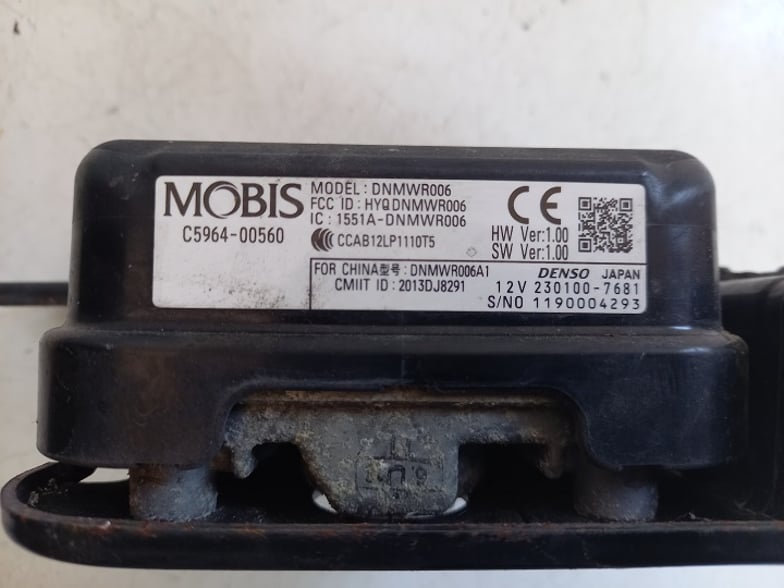 MOBIS
C5964-00560
MODEL : DNMWR006
FCC ID : HYQDNMWR006
IC : 1551A-DNMWR006
CCAB12LP1110T5
CE
HW Ver:1.00
SW Ver:1.00
FOR CHINA型号 : DNMWR006A1
CMIIT ID : 2013DJ8291
DENSO JAPAN
12V 230100-7681
S/NO 1190004293